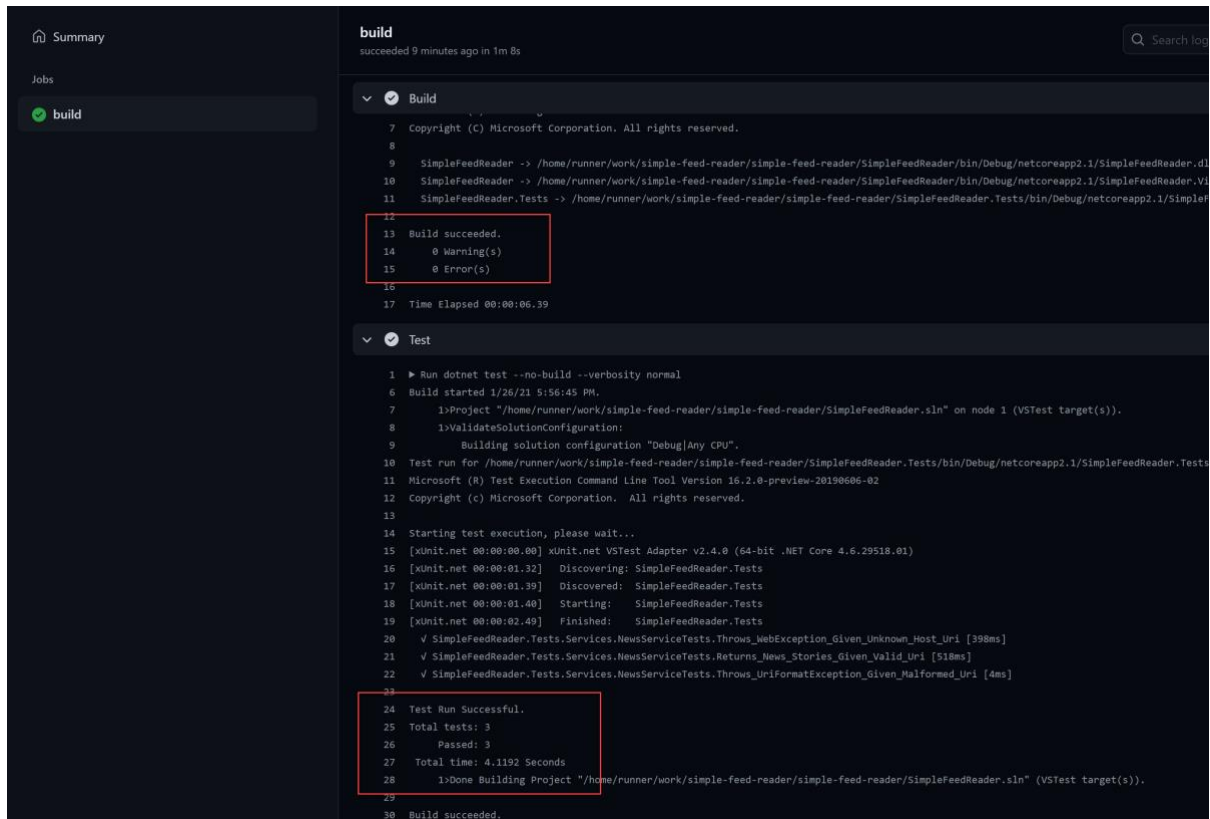 Summary
Jobs
build
build
succeeded 9 minutes ago in 1m 8s
Search log
Build
7 Copyright (C) Microsoft Corporation. All rights reserved.
8
9 SimpleFeedReader -> /home/runner/work/simple-feed-reader/simple-feed-reader/SimpleFeedReader/bin/Debug/netcoreapp2.1/SimpleFeedReader.dl
10 SimpleFeedReader -> /home/runner/work/simple-feed-reader/simple-feed-reader/SimpleFeedReader/bin/Debug/netcoreapp2.1/SimpleFeedReader.Vi
11 SimpleFeedReader.Tests -> /home/runner/work/simple-feed-reader/simple-feed-reader/SimpleFeedReader.Tests/bin/Debug/netcoreapp2.1/SimpleF
12
13 Build succeeded.
14 0 Warning(s)
15 0 Error(s)
16
17 Time Elapsed 00:00:06.39
Test
1 ▶ Run dotnet test --no-build --verbosity normal
6 Build started 1/26/21 5:56:45 PM.
7 1>Project "/home/runner/work/simple-feed-reader/simple-feed-reader/SimpleFeedReader.sln" on node 1 (VSTest target(s)).
8 1>ValidateSolutionConfiguration:
9 Building solution configuration "Debug|Any CPU".
10 Test run for /home/runner/work/simple-feed-reader/simple-feed-reader/SimpleFeedReader.Tests/bin/Debug/netcoreapp2.1/SimpleFeedReader.Tests
11 Microsoft (R) Test Execution Command Line Tool Version 16.2.0-preview-20190606-02
12 Copyright (c) Microsoft Corporation. All rights reserved.
13
14 Starting test execution, please wait...
15 [xUnit.net 00:00:00.00] xUnit.net VSTest Adapter v2.4.0 (64-bit .NET Core 4.6.29518.01)
16 [xUnit.net 00:00:01.32] Discovering: SimpleFeedReader.Tests
17 [xUnit.net 00:00:01.39] Discovered: SimpleFeedReader.Tests
18 [xUnit.net 00:00:01.40] Starting: SimpleFeedReader.Tests
19 [xUnit.net 00:00:02.49] Finished: SimpleFeedReader.Tests
20 √ SimpleFeedReader.Tests.Services.NewsServiceTests.Throws_WebException_Given_Unknown_Host_Uri [398ms]
21 √ SimpleFeedReader.Tests.Services.NewsServiceTests.Returns_News_Stories_Given_Valid_Uri [518ms]
22 √ SimpleFeedReader.Tests.Services.NewsServiceTests.Throws_UriFormatException_Given_Malformed_Uri [4ms]
23
24 Test Run Successful.
25 Total tests: 3
26 Passed: 3
27 Total time: 4.1192 Seconds
28 1>Done Building Project "/home/runner/work/simple-feed-reader/simple-feed-reader/SimpleFeedReader.sln" (VSTest target(s)).
29
30 Build succeeded.